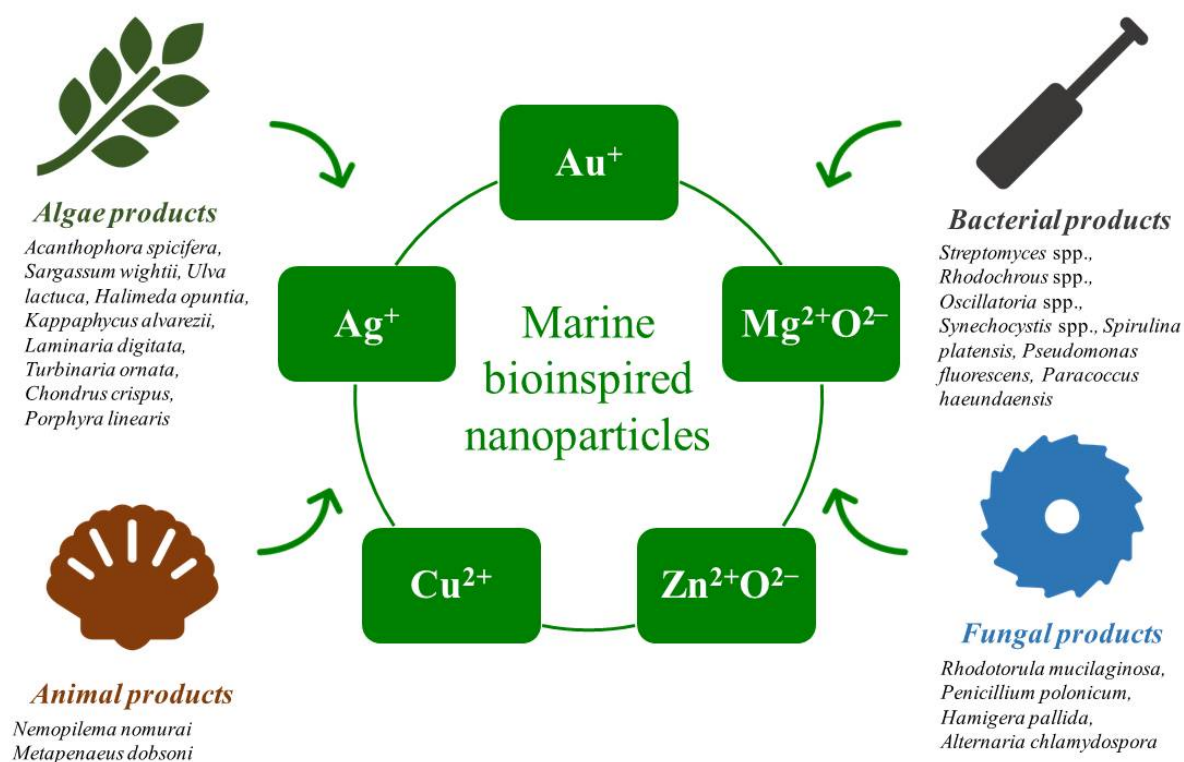 Algae products
Acanthophora spicifera,
Sargassum wightii, Ulva
lactuca, Halimeda opuntia,
Kappaphycus alvarezii,
Laminaria digitata,
Turbinaria ornata,
Chondrus crispus,
Porphyra linearis
Animal products
Nemopilema nomurai
Metapenaeus dobsoni
Au⁺
Ag⁺
Mg²⁺O²⁻
Marine
bioinspired
nanoparticles
Cu²⁺
Zn²⁺O²⁻
Bacterial products
Streptomyces spp.,
Rhodochrous spp.,
Oscillatoria spp.,
Synechocystis spp., Spirulina
platensis, Pseudomonas
fluorescens, Paracoccus
haeundaensis
Fungal products
Rhodotorula mucilaginosa,
Penicillium polonicum,
Hamigera pallida,
Alternaria chlamydospora